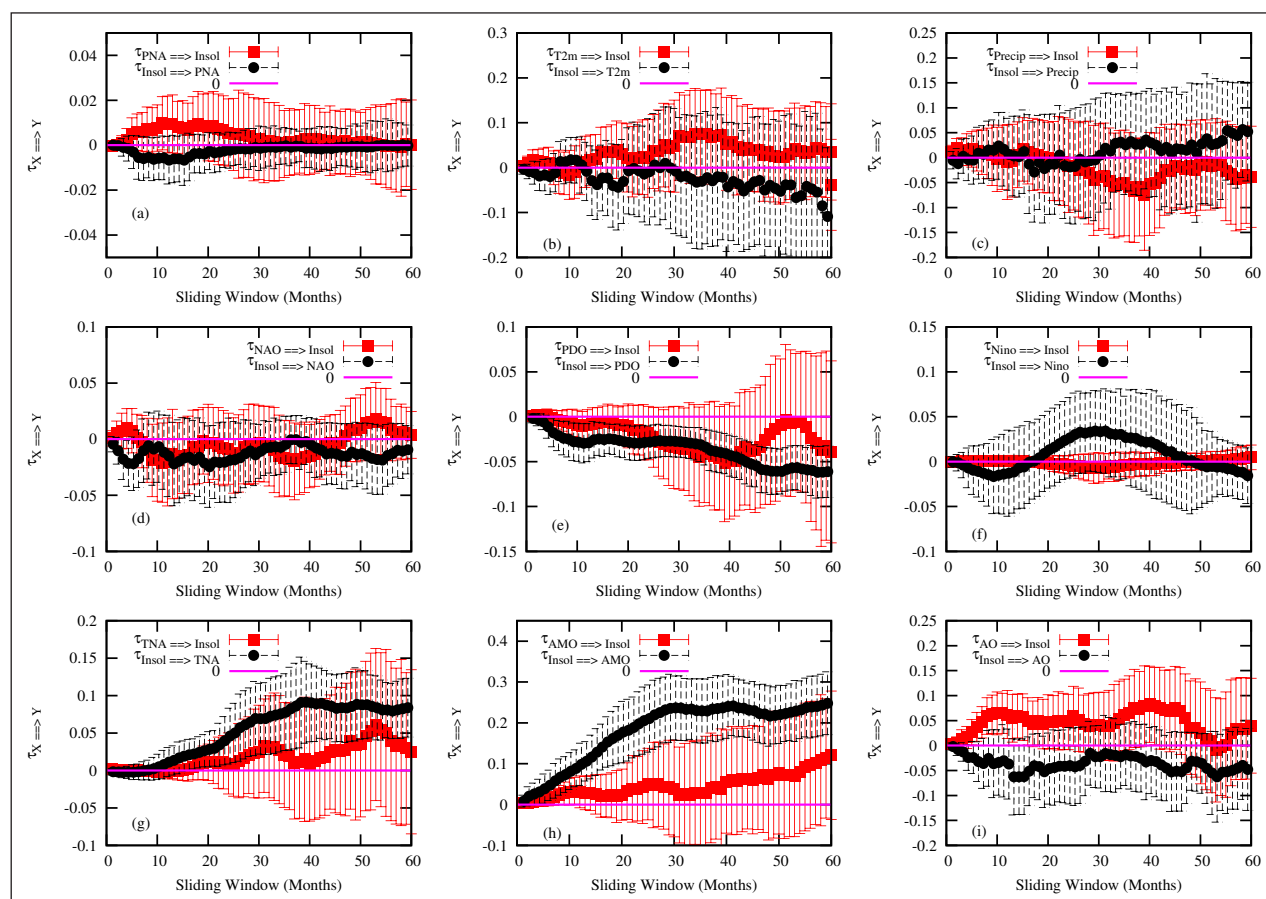 τPNA ==> Insol
τInsol ==> PNA
0
0.04
0.02
0
-0.02
-0.04
τX ==> Y
(a)
0 10 20 30 40 50 60
Sliding Window (Months)
τT2m ==> Insol
τInsol ==> T2m
0
0.3
0.2
0.1
0
-0.1
-0.2
τX ==> Y
(b)
0 10 20 30 40 50 60
Sliding Window (Months)
τPrecip ==> Insol
τInsol ==> Precip
0
0.25
0.2
0.15
0.1
0.05
0
-0.05
-0.1
-0.15
-0.2
τX ==> Y
(c)
0 10 20 30 40 50 60
Sliding Window (Months)
τNAO ==> Insol
τInsol ==> NAO
0
0.1
0.05
0
-0.05
-0.1
τX ==> Y
(d)
0 10 20 30 40 50 60
Sliding Window (Months)
τPDO ==> Insol
τInsol ==> PDO
0
0.1
0.05
0
-0.05
-0.1
-0.15
τX ==> Y
(e)
0 10 20 30 40 50 60
Sliding Window (Months)
τNino ==> Insol
τInsol ==> Nino
0
0.15
0.1
0.05
0
-0.05
-0.1
τX ==> Y
(f)
0 10 20 30 40 50 60
Sliding Window (Months)
τTNA ==> Insol
τInsol ==> TNA
0
0.2
0.15
0.1
0.05
0
-0.05
-0.1
τX ==> Y
(g)
0 10 20 30 40 50 60
Sliding Window (Months)
τAMO ==> Insol
τInsol ==> AMO
0
0.4
0.3
0.2
0.1
0
-0.1
τX ==> Y
(h)
0 10 20 30 40 50 60
Sliding Window (Months)
τAO ==> Insol
τInsol ==> AO
0
0.25
0.2
0.15
0.1
0.05
0
-0.05
-0.1
-0.15
-0.2
τX ==> Y
(i)
0 10 20 30 40 50 60
Sliding Window (Months)